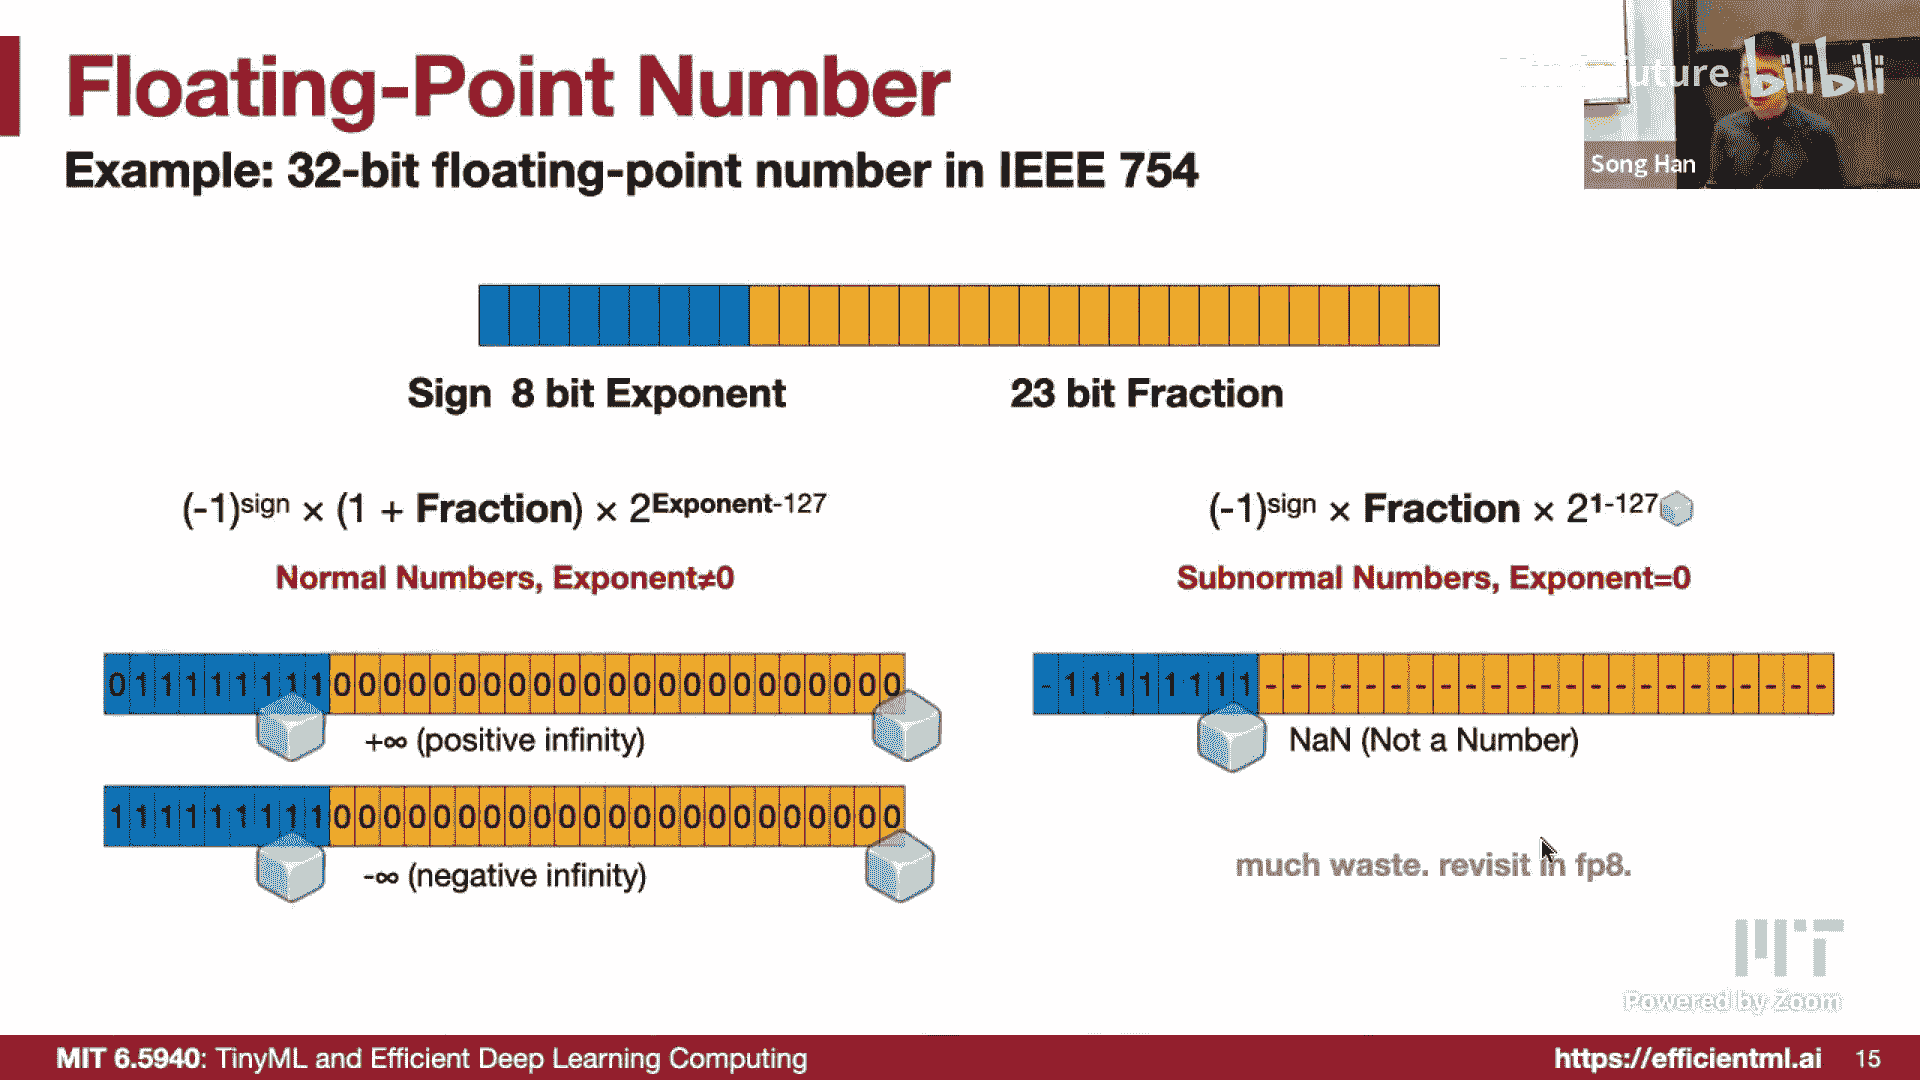 Floating-Point Number
Example: 32-bit floating-point number in IEEE 754
uture bilibili
Song Han
Sign 8 bit Exponent
23 bit Fraction
(-1)^sign × (1 + Fraction) × 2^Exponent-127
(-1)^sign × Fraction × 2^1-127
Normal Numbers, Exponent≠0
Subnormal Numbers, Exponent=0
0 1 1 1 1 1 1 1 1 0 0 0 0 0 0 0 0 0 0 0 0 0 0 0 0 0 0 0 0 0 0 0
- 1 1 1 1 1 1 1 1 - - - - - - - - - - - - - - - - - - - - - - -
+∞ (positive infinity)
NaN (Not a Number)
1 1 1 1 1 1 1 1 1 0 0 0 0 0 0 0 0 0 0 0 0 0 0 0 0 0 0 0 0 0 0 0
-∞ (negative infinity)
much waste. revisit in fp8.
MIT
Powered by Zoom
MIT 6.5940: TinyML and Efficient Deep Learning Computing
https://efficientml.ai 15